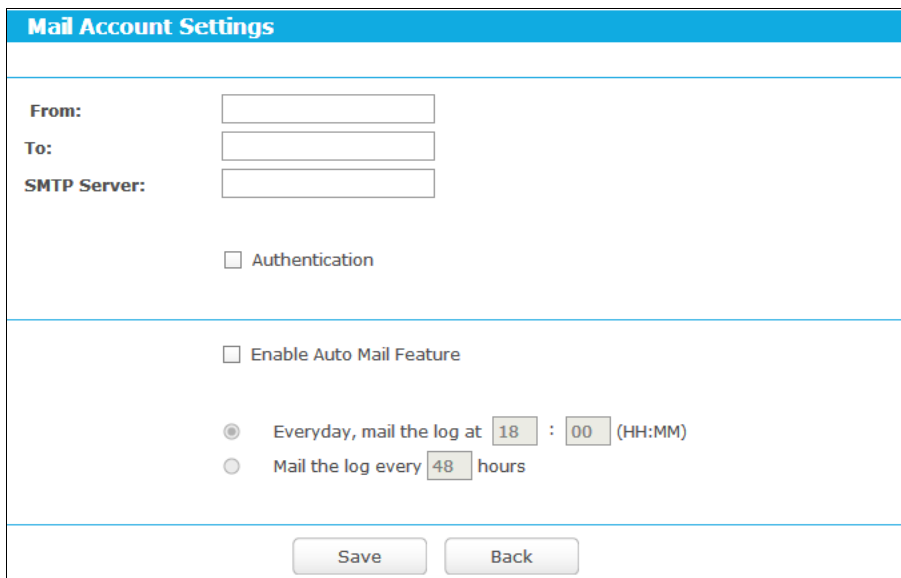 Mail Account Settings
From:
To:
SMTP Server:
Authentication
Enable Auto Mail Feature
Everyday, mail the log at 18 : 00 (HH:MM)
Mail the log every 48 hours
Save Back